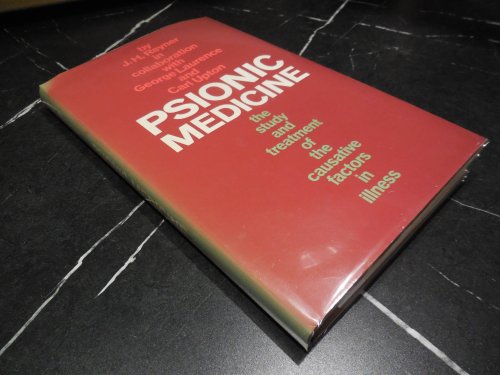 by
J. H. Reyner
in
collaboration
with
George Laurence
and
Carl Upton
PSIONIC
MEDICINE
the
study
and
treatment
of
the
causative
factors
in
illness